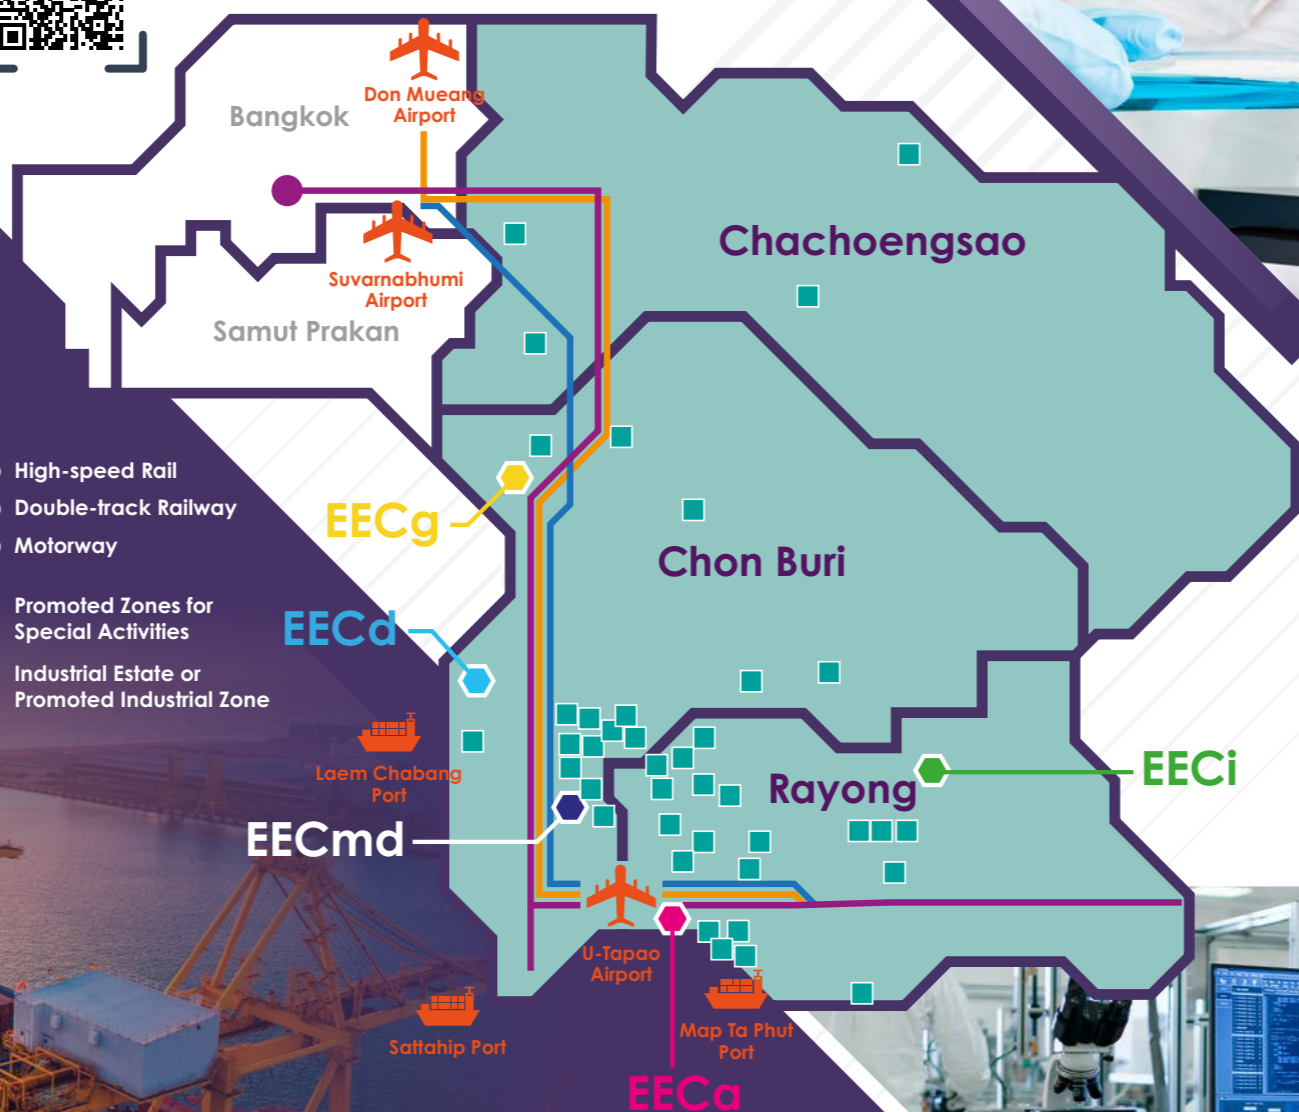 Don Mueang
Airport
Bangkok
Suvarnabhumi
Airport
Samut Prakan
Chachoengsao
High-speed Rail
Double-track Railway
Motorway
Promoted Zones for
Special Activities
Industrial Estate or
Promoted Industrial Zone
EECg
Chon Buri
EECd
Laem Chabang
Port
EECmd
Rayong
EECi
U-Tapao
Airport
Map Ta Phut
Port
Sattahip Port
EECa